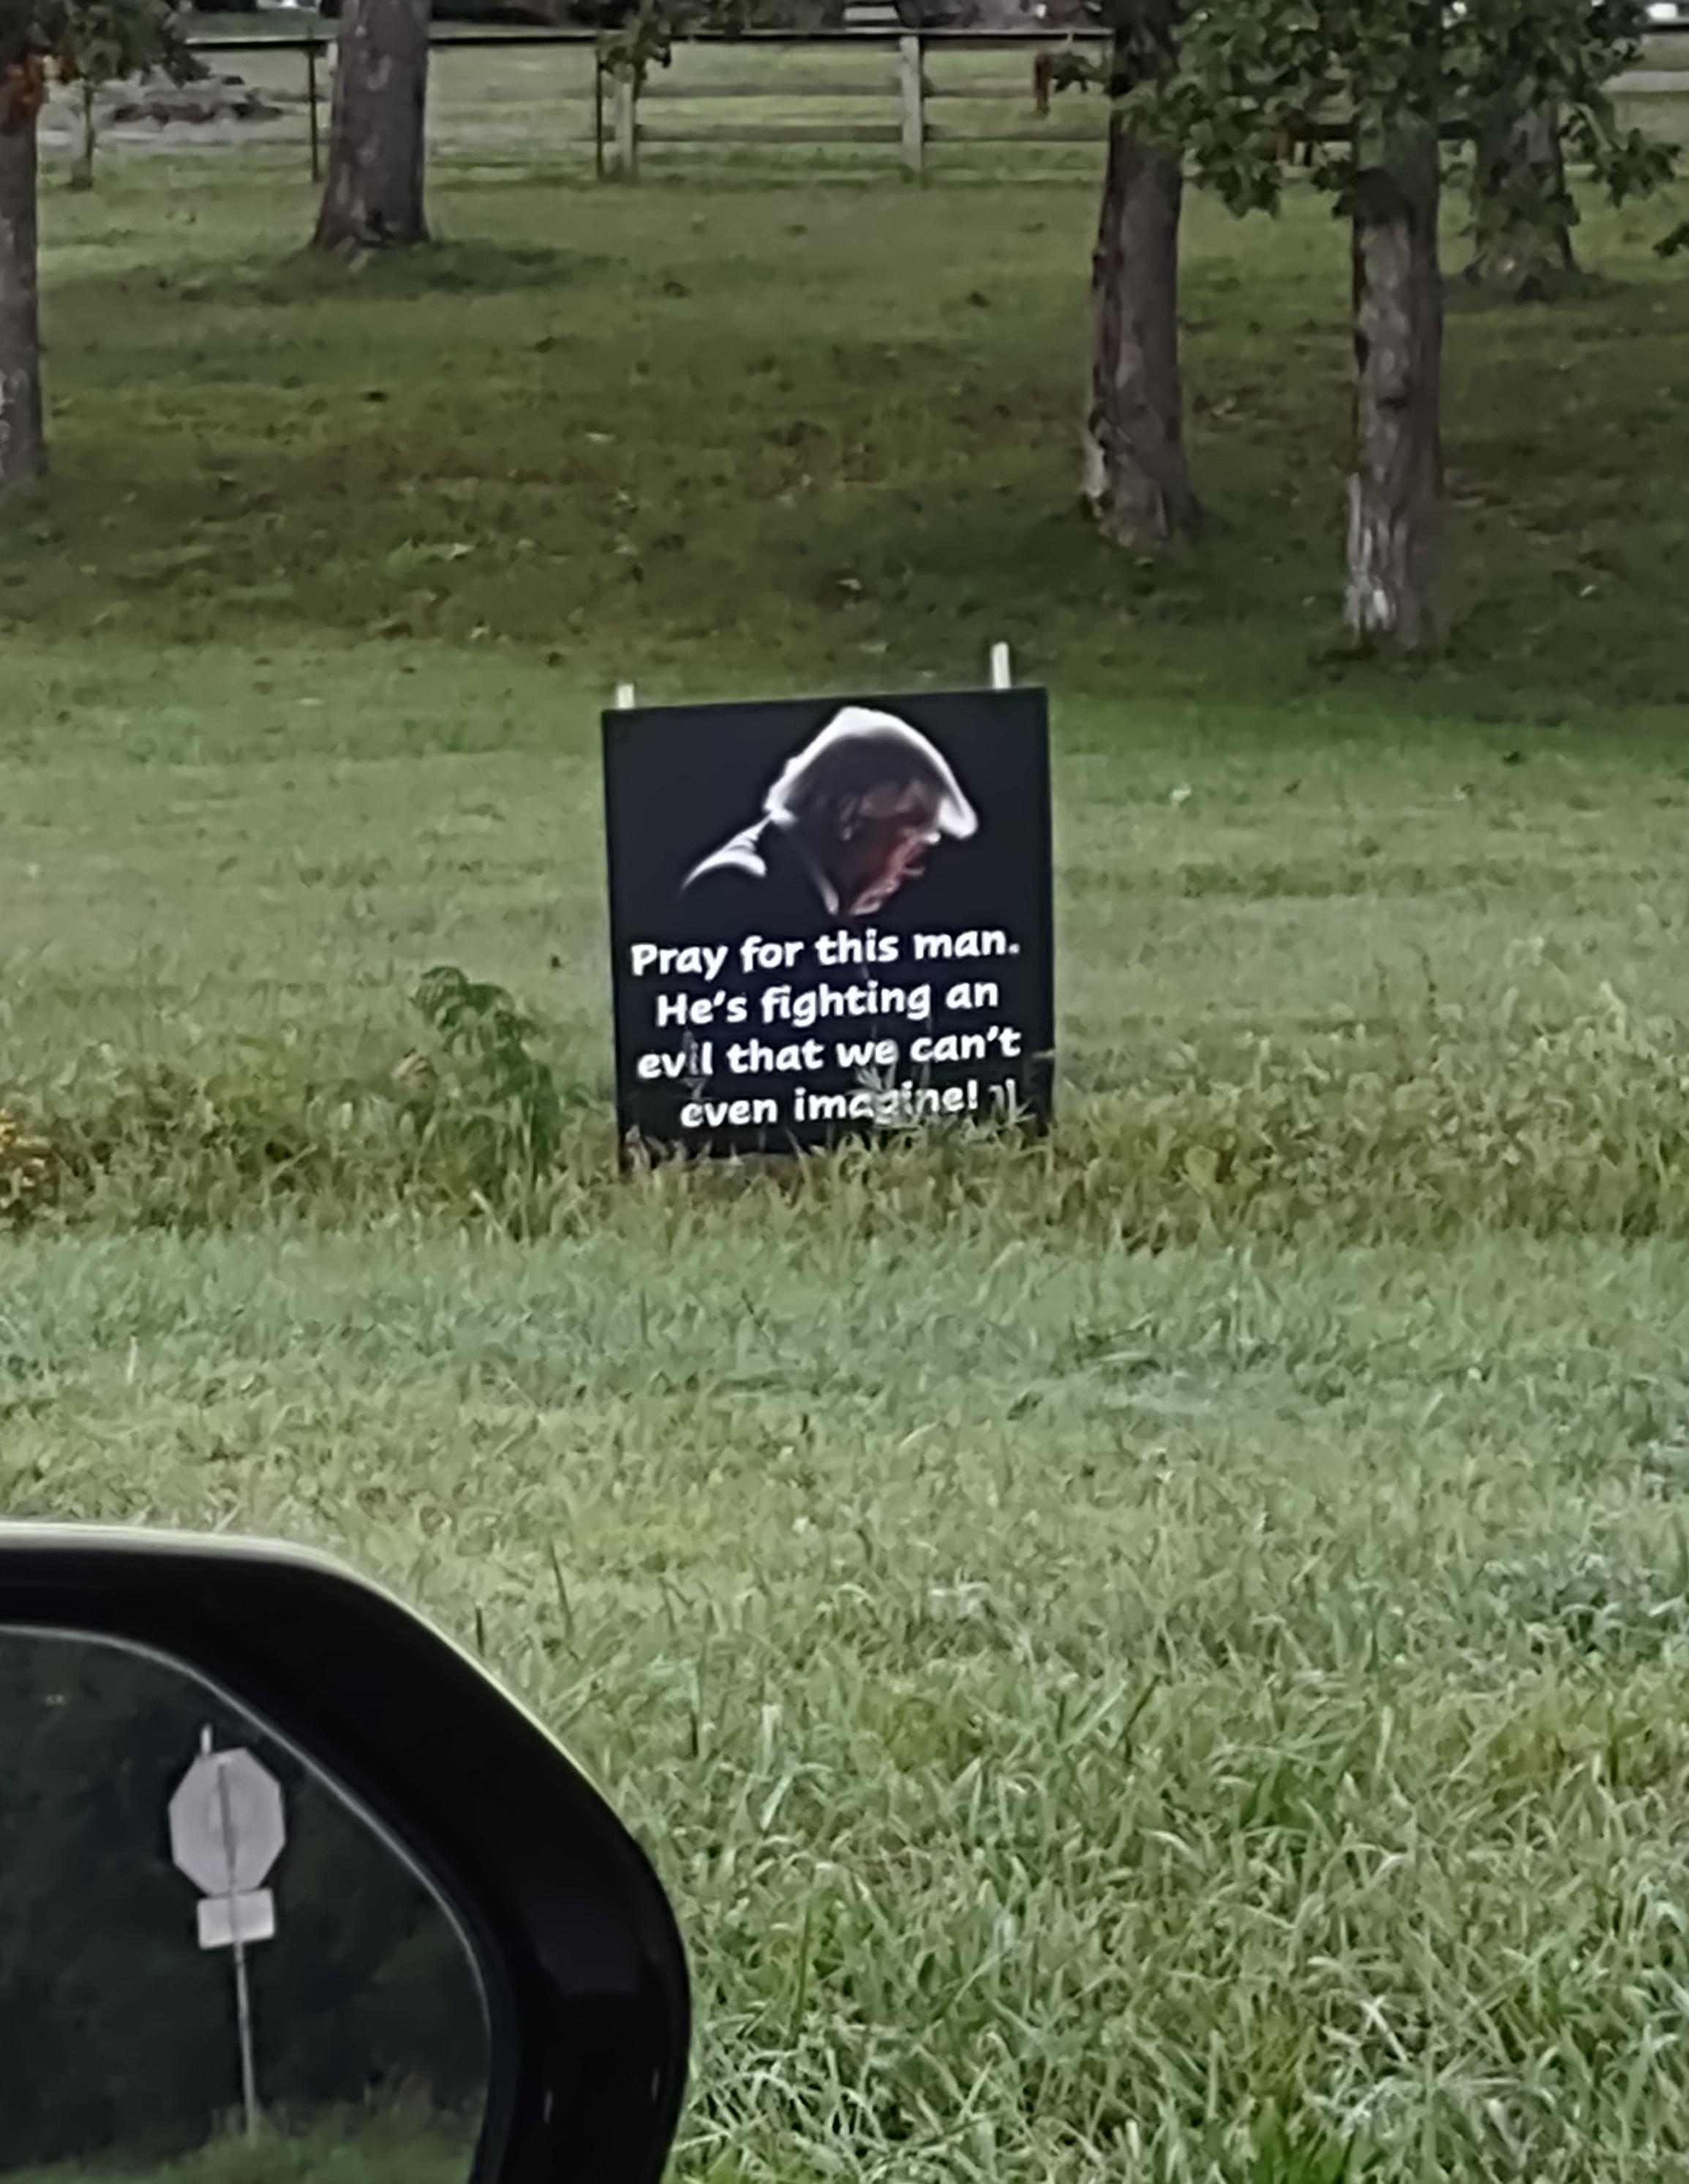 Pray for this man.
He's fighting an
evil that we can't
even imagine!